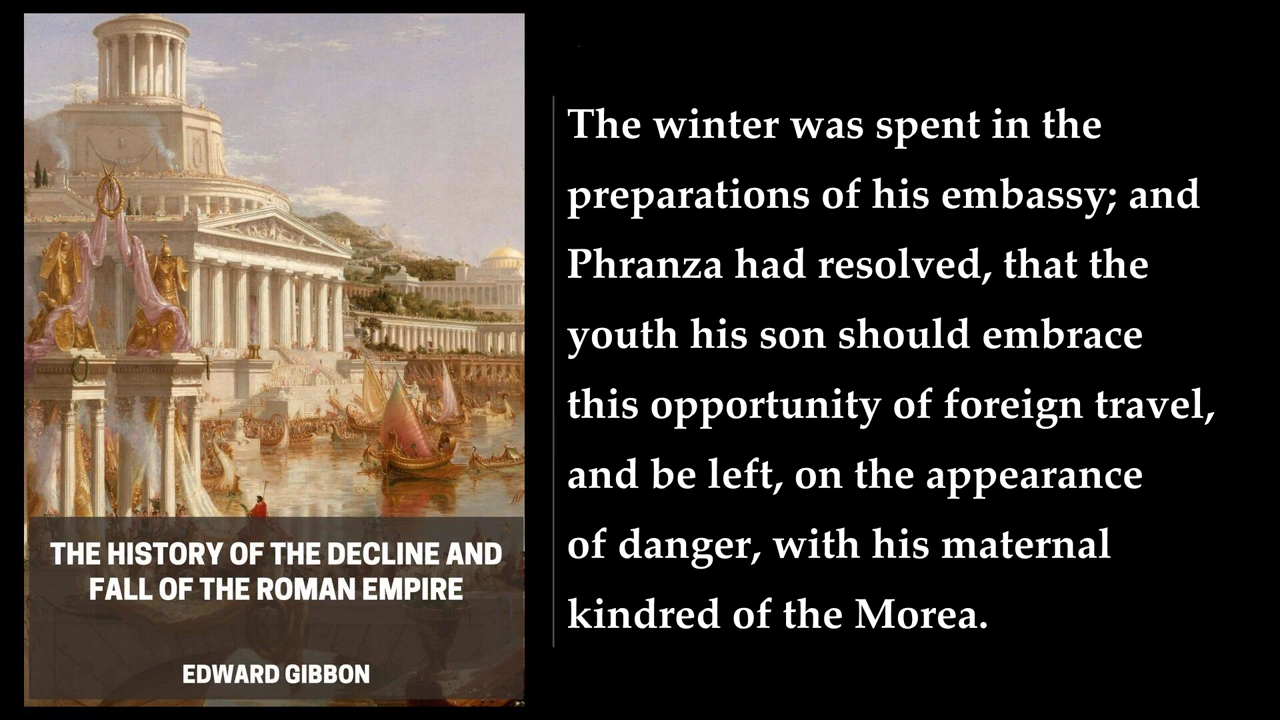 THE HISTORY OF THE DECLINE AND
FALL OF THE ROMAN EMPIRE
EDWARD GIBBON
The winter was spent in the
preparations of his embassy; and
Phranza had resolved, that the
youth his son should embrace
this opportunity of foreign travel,
and be left, on the appearance
of danger, with his maternal
kindred of the Morea.